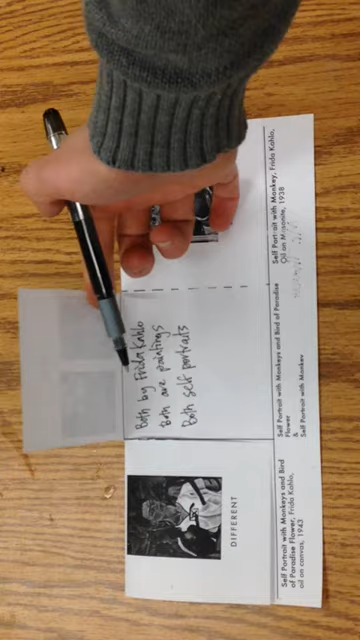 Self Portrait with Monkey, Frida Kahlo,
Oil on Masonite, 1938
Both by Frida Kahlo
Both are paintings
Both self portraits
Self Portrait with Monkeys and Bird of Paradise
Flower
&
Self Portrait with Monkey
DIFFERENT
Self Portrait with Monkeys and Bird
of Paradise Flower, Frida Kahlo,
oil on canvas, 1943